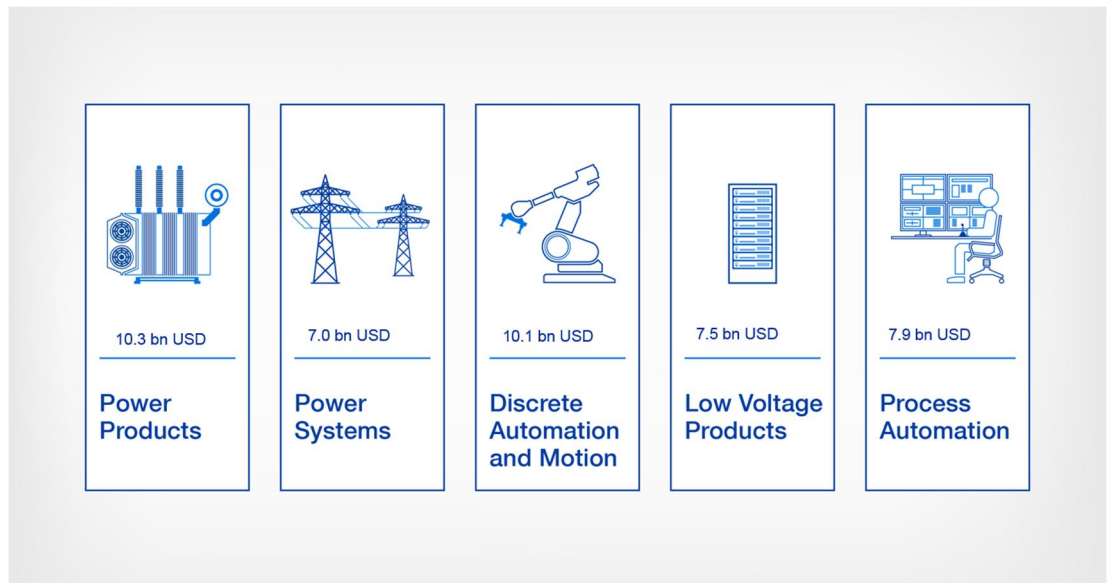 10.3 bn USD
Power
Products
7.0 bn USD
Power
Systems
10.1 bn USD
Discrete
Automation
and Motion
7.5 bn USD
Low Voltage
Products
7.9 bn USD
Process
Automation